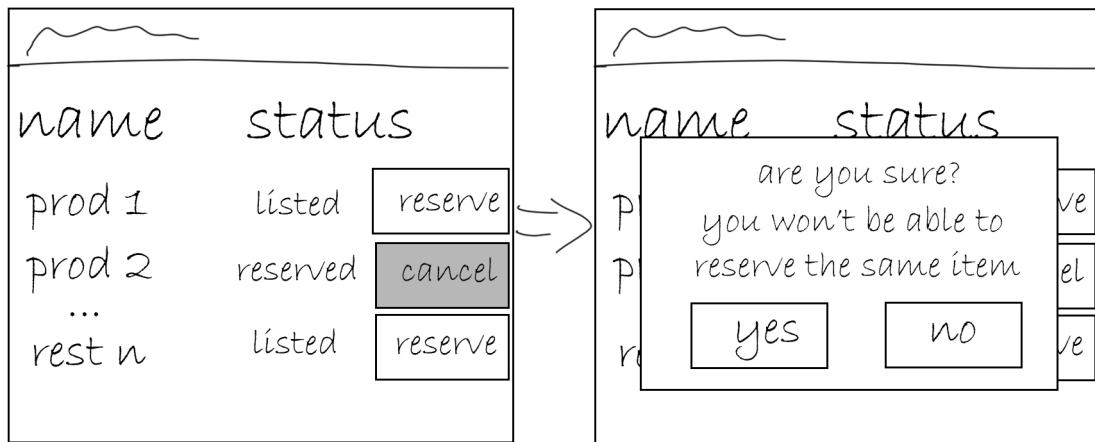 name status
prod 1 listed reserve
prod 2 reserved cancel
...
rest n listed reserve
name status
are you sure?
you won't be able to
reserve the same item
yes no